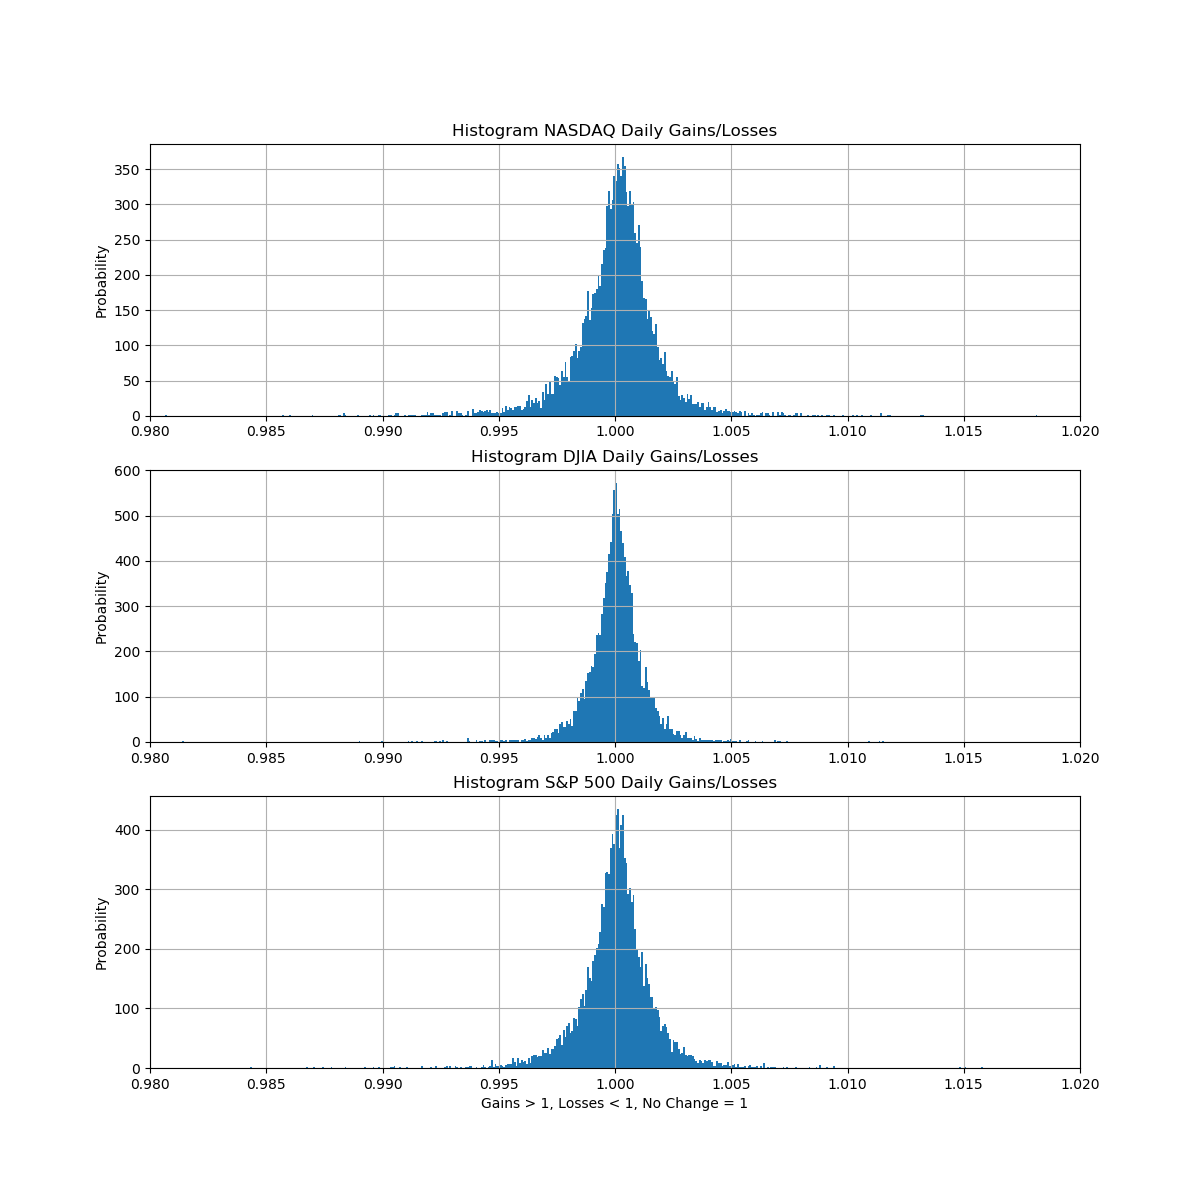 Histogram NASDAQ Daily Gains/Losses
Probability
350
300
250
200
150
100
50
0
0.980 0.985 0.990 0.995 1.000 1.005 1.010 1.015 1.020
Histogram DJIA Daily Gains/Losses
Probability
600
500
400
300
200
100
0
0.980 0.985 0.990 0.995 1.000 1.005 1.010 1.015 1.020
Histogram S&P 500 Daily Gains/Losses
Probability
400
300
200
100
0
0.980 0.985 0.990 0.995 1.000 1.005 1.010 1.015 1.020
Gains > 1, Losses < 1, No Change = 1